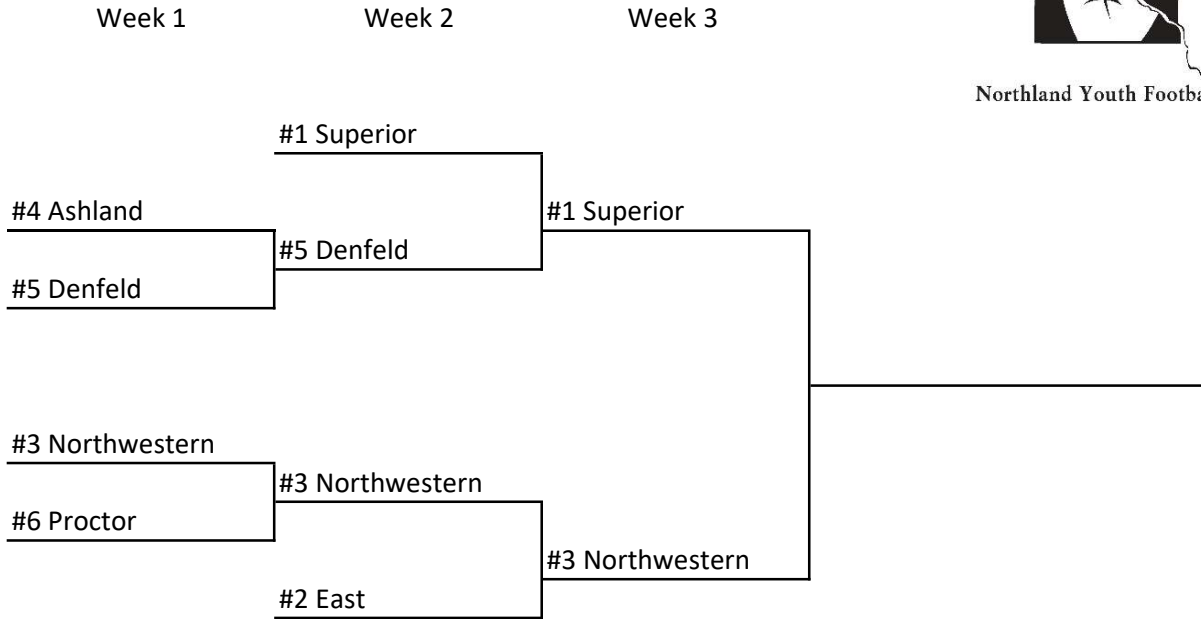 Week 1 Week 2 Week 3
Northland Youth
#1 Superior
#4 Ashland
#1 Superior
#5 Denfeld
#5 Denfeld
#3 Northwestern
#3 Northwestern
#6 Proctor
#3 Northwestern
#2 East